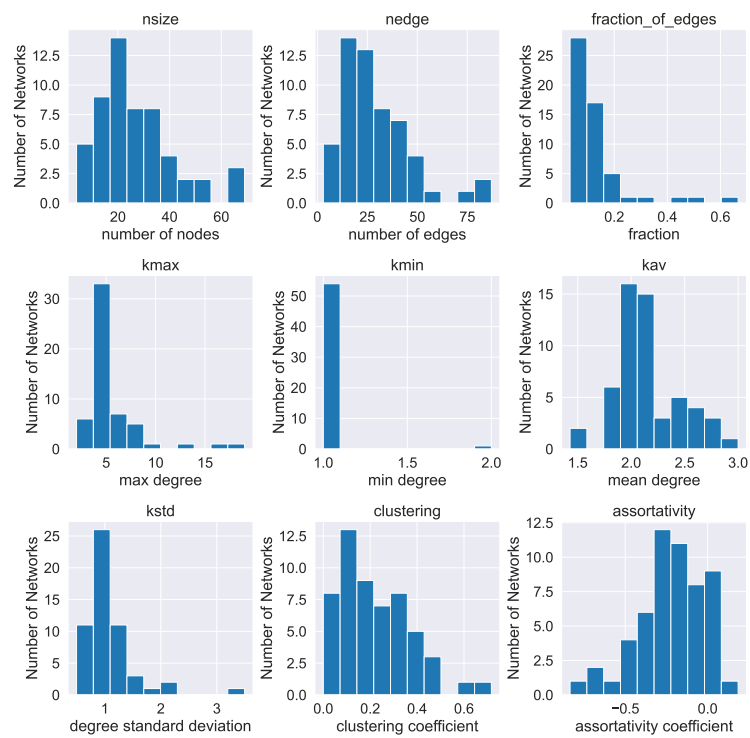 nsize
Number of Networks
12.5
10.0
7.5
5.0
2.5
0.0
20 40 60
number of nodes
nedge
Number of Networks
12.5
10.0
7.5
5.0
2.5
0.0
0 25 50 75
number of edges
fraction_of_edges
Number of Networks
25
20
15
10
5
0
0.2 0.4 0.6
fraction
kmax
Number of Networks
30
20
10
0
5 10 15
max degree
kmin
Number of Networks
50
40
30
20
10
0
1.0 1.5 2.0
min degree
kav
Number of Networks
15
10
5
0
1.5 2.0 2.5 3.0
mean degree
kstd
Number of Networks
25
20
15
10
5
0
1 2 3
degree standard deviation
clustering
Number of Networks
12.5
10.0
7.5
5.0
2.5
0.0
0.0 0.2 0.4 0.6
clustering coefficient
assortativity
Number of Networks
12.5
10.0
7.5
5.0
2.5
0.0
−0.5 0.0
assortativity coefficient